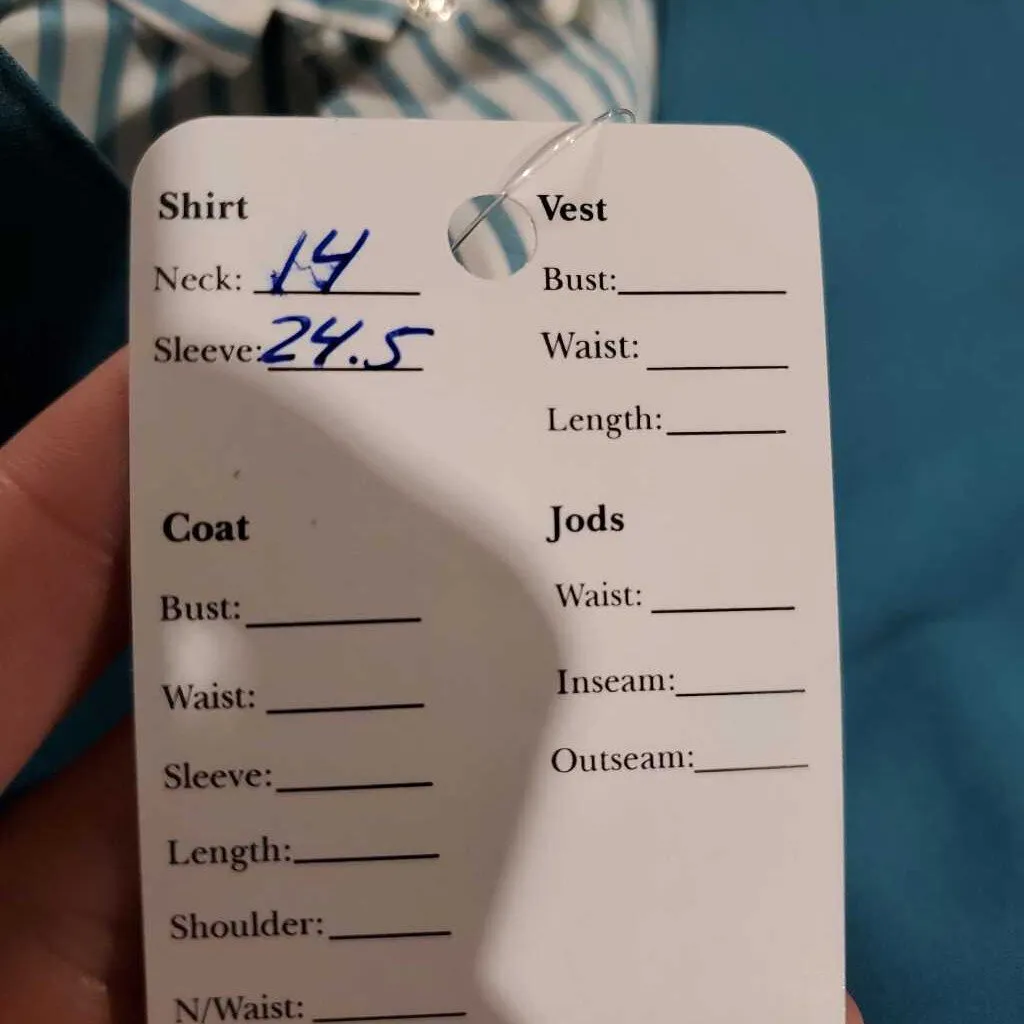 Shirt
Neck: 14
Sleeve: 24.5
Coat
Bust:
Waist:
Sleeve:
Length:
Shoulder:
N/Waist:
Vest
Bust:
Waist:
Length:
Jods
Waist:
Inseam:
Outseam: